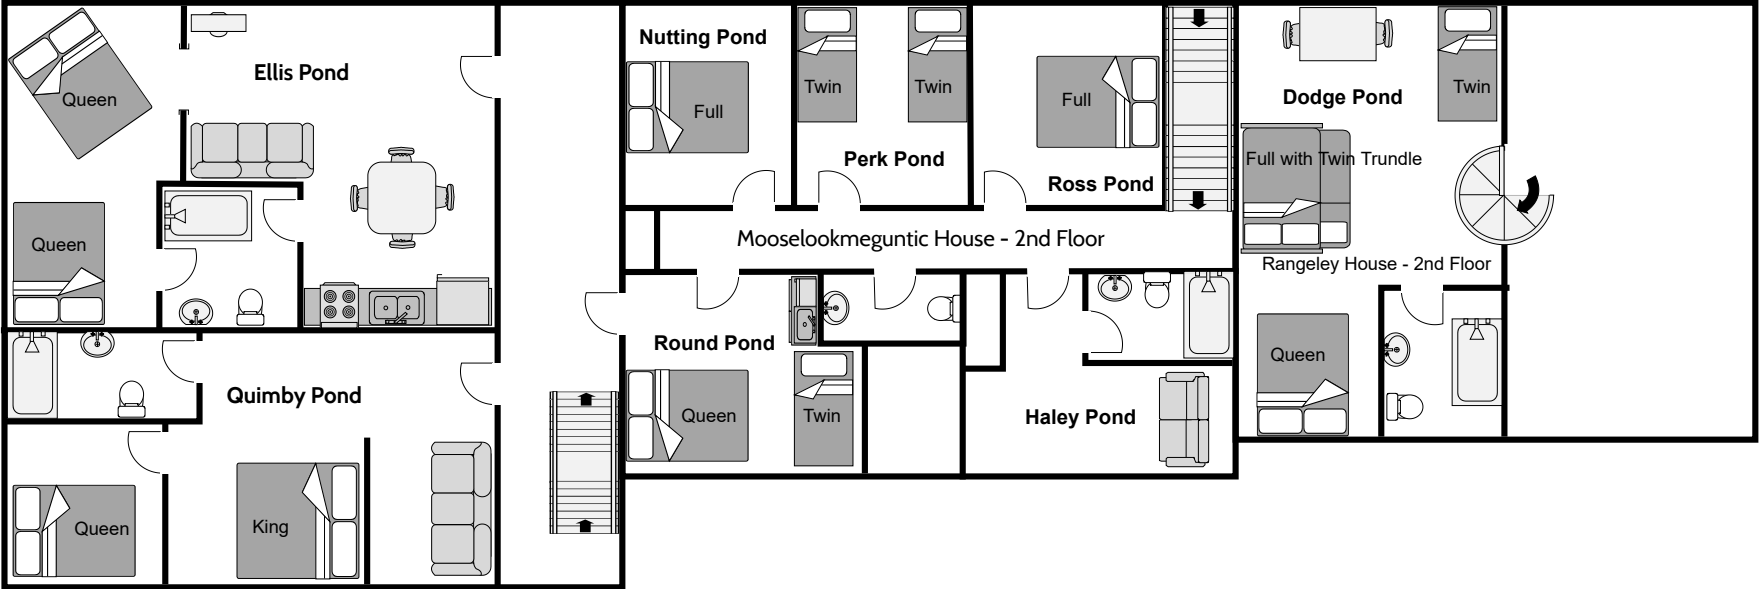 Nutting Pond
Ellis Pond
Queen
Twin
Twin
Full
Full
Twin
Dodge Pond
Perk Pond
Full with Twin Trundle
Ross Pond
Queen
Mooselookmeguntic House - 2nd Floor
Rangeley House - 2nd Floor
Round Pond
Queen
Quimby Pond
Queen
Twin
Haley Pond
Queen
King